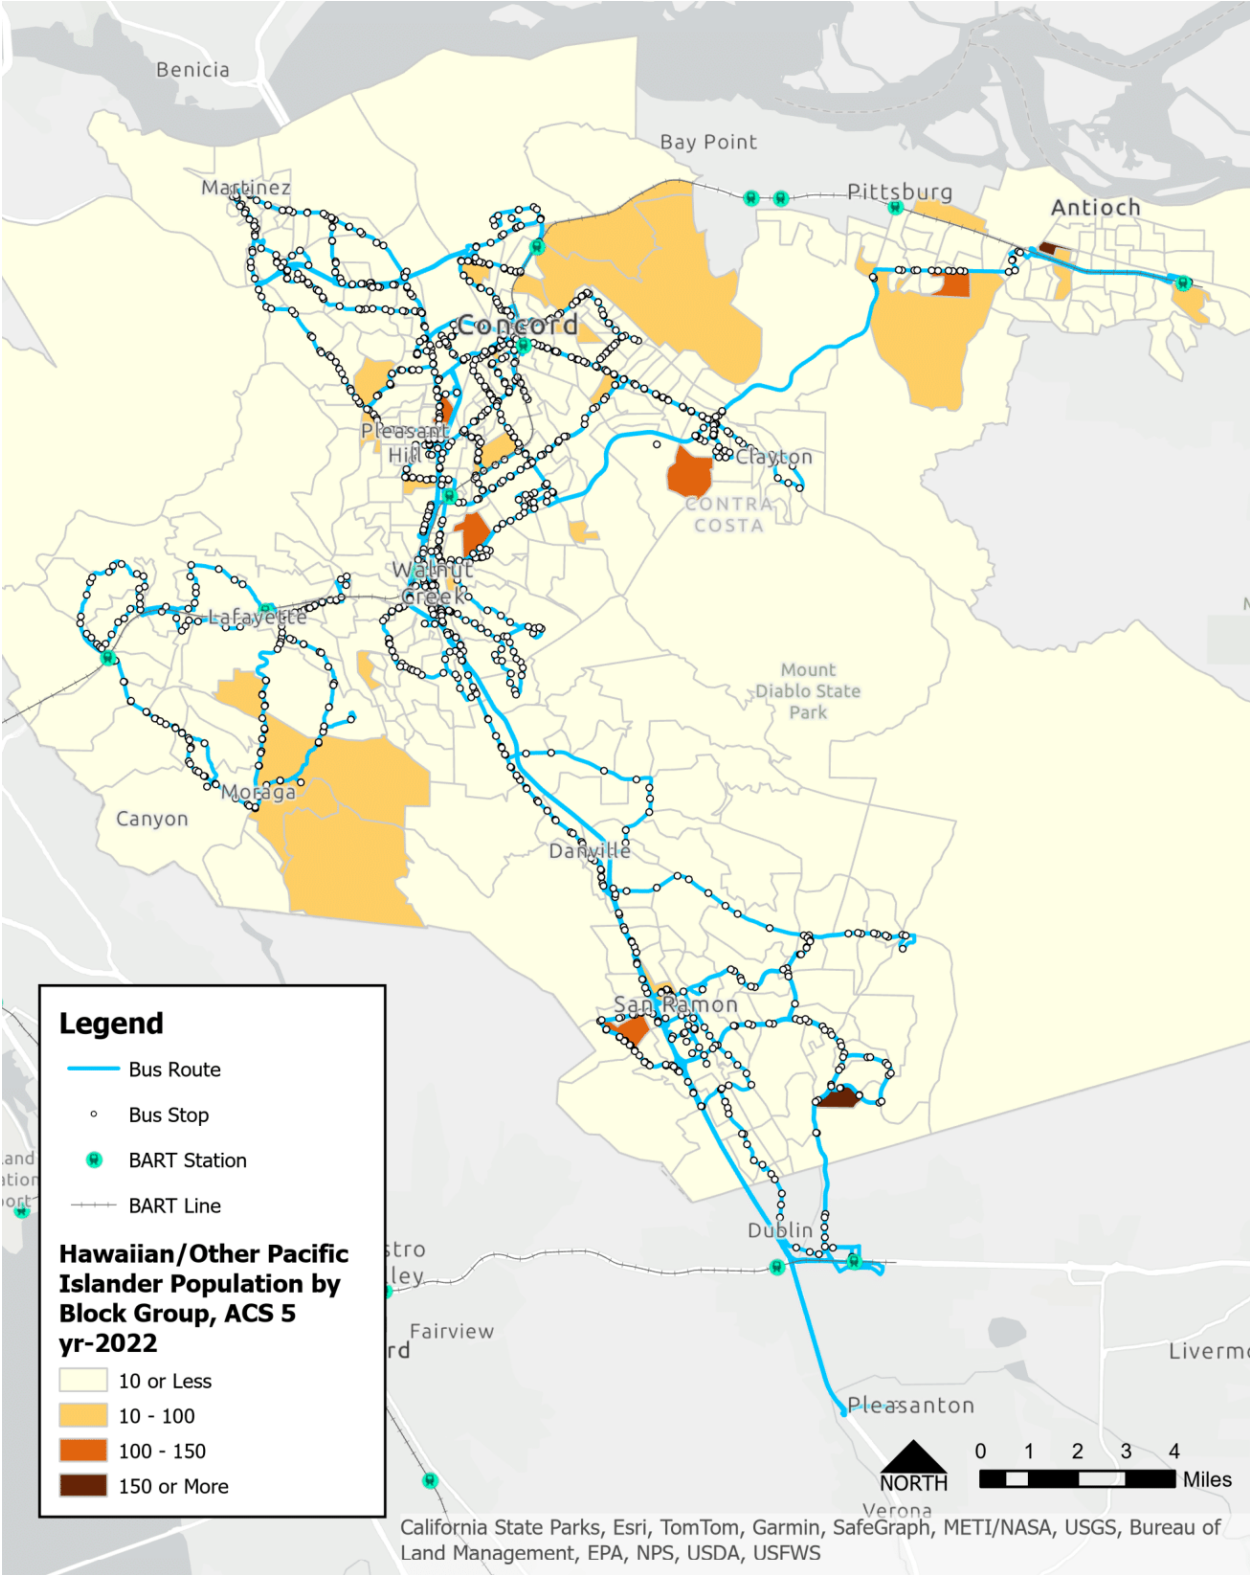 Benicia
Bay Point
Martinez
Pittsburg
Antioch
Concord
Pleasant
Hill
Clayton
CONTRA
COSTA
Walnut
Creek
Lafayette
Mount
Diablo State
Park
Moraga
Canyon
Danville
San Ramon
Legend
Bus Route
Bus Stop
BART Station
BART Line
Hawaiian/Other Pacific
Islander Population by
Block Group, ACS 5
yr-2022
10 or Less
10 - 100
100 - 150
150 or More
Dublin
stro
ley
Fairview
rd
Livermo
Pleasanton
0 1 2 3 4
Miles
NORTH
Verona
California State Parks, Esri, TomTom, Garmin, SafeGraph, METI/NASA, USGS, Bureau of
Land Management, EPA, NPS, USDA, USFWS